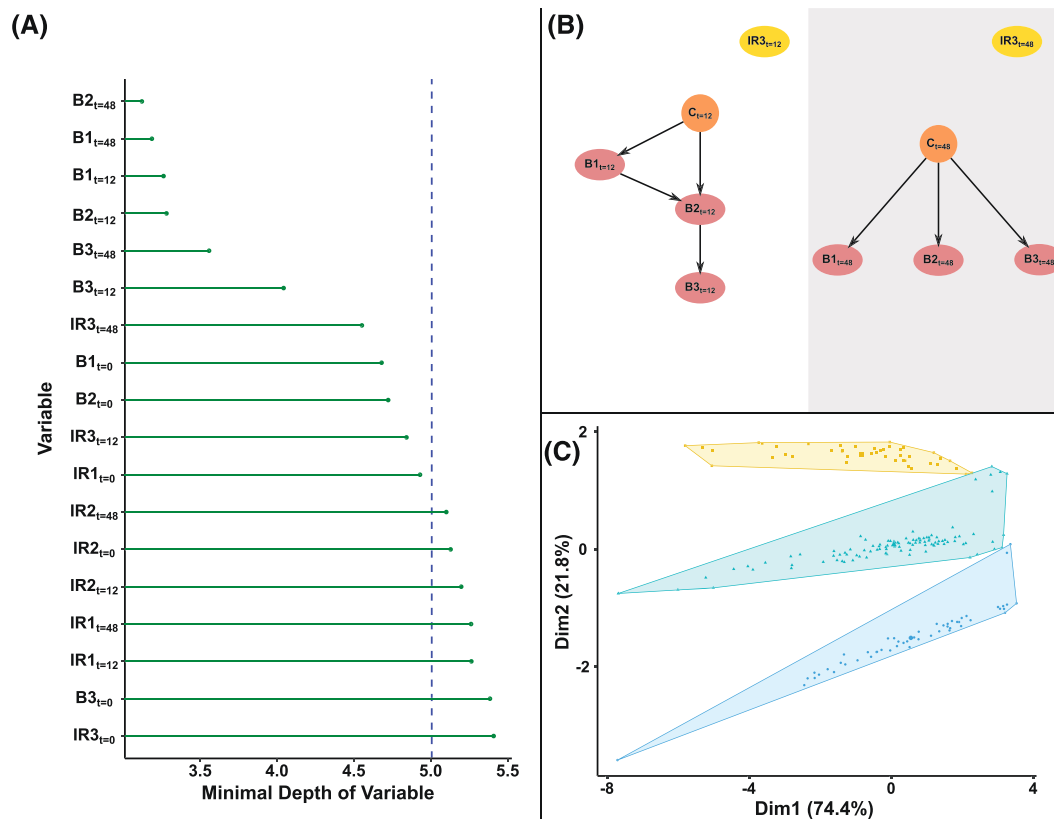 (A)
Variable
B2t=48
B1t=48
B1t=12
B2t=12
B3t=48
B3t=12
IR3t=48
B1t=0
B2t=0
IR3t=12
IR1t=0
IR2t=48
IR2t=0
IR2t=12
IR1t=48
IR1t=12
B3t=0
IR3t=0
3.5 4.0 4.5 5.0 5.5
Minimal Depth of Variable
(B)
IR3t=12
IR3t=48
Ct=12
Ct=48
B1t=12
B2t=12
B3t=12
B1t=48
B2t=48
B3t=48
(C)
2
0
-2
Dim2 (21.8%)
-8 -4 0 4
Dim1 (74.4%)